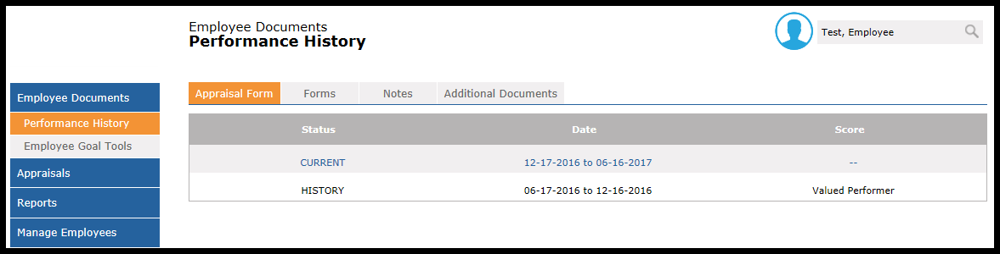 Employee Documents
Performance History
Test, Employee
Employee Documents
Performance History
Employee Goal Tools
Appraisals
Reports
Manage Employees
Appraisal Form Forms Notes Additional Documents
Status Date Score
CURRENT 12-17-2016 to 06-16-2017 --
HISTORY 06-17-2016 to 12-16-2016 Valued Performer